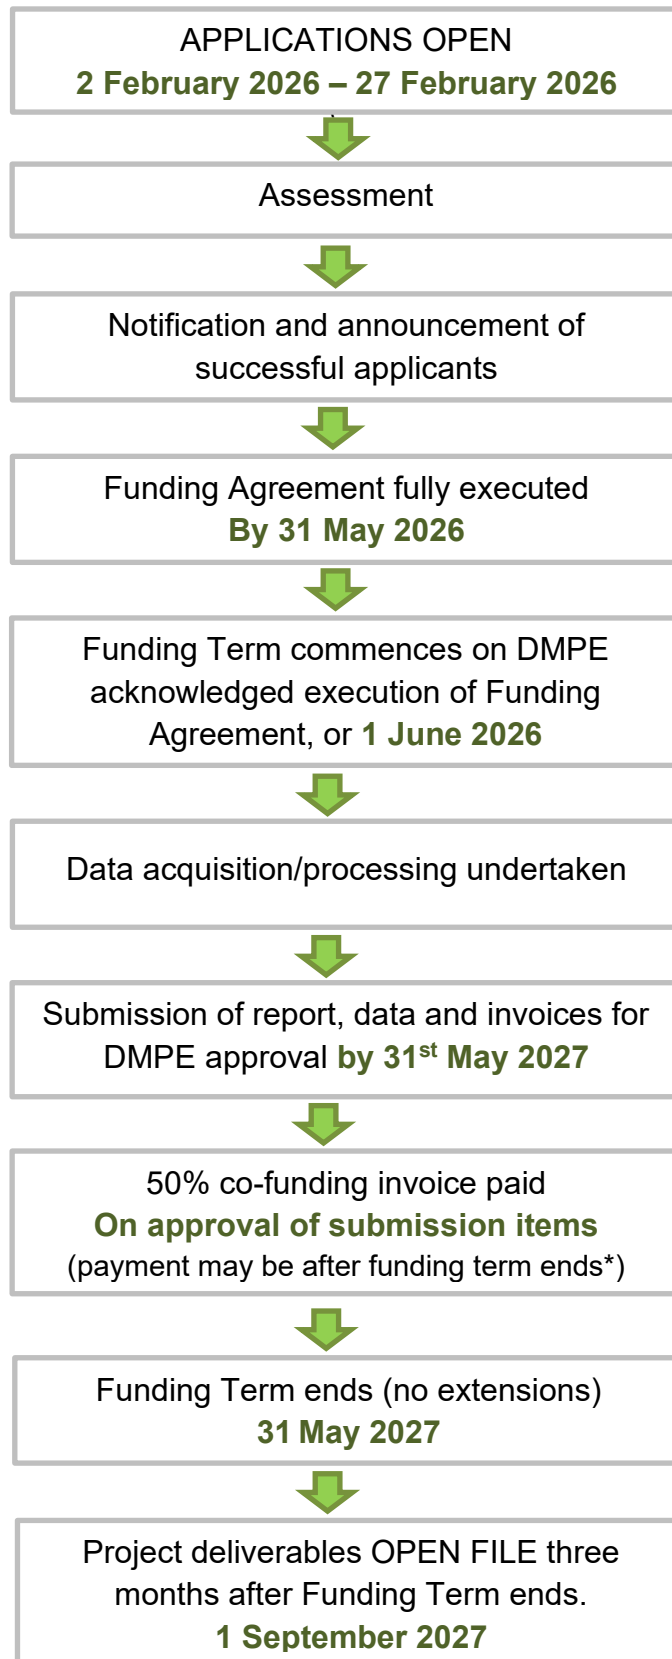 APPLICATIONS OPEN
2 February 2026 – 27 February 2026
Assessment
Notification and announcement of
successful applicants
Funding Agreement fully executed
By 31 May 2026
Funding Term commences on DMPE
acknowledged execution of Funding
Agreement, or 1 June 2026
Data acquisition/processing undertaken
Submission of report, data and invoices for
DMPE approval by 31st May 2027
50% co-funding invoice paid
On approval of submission items
(payment may be after funding term ends*)
Funding Term ends (no extensions)
31 May 2027
Project deliverables OPEN FILE three
months after Funding Term ends.
1 September 2027